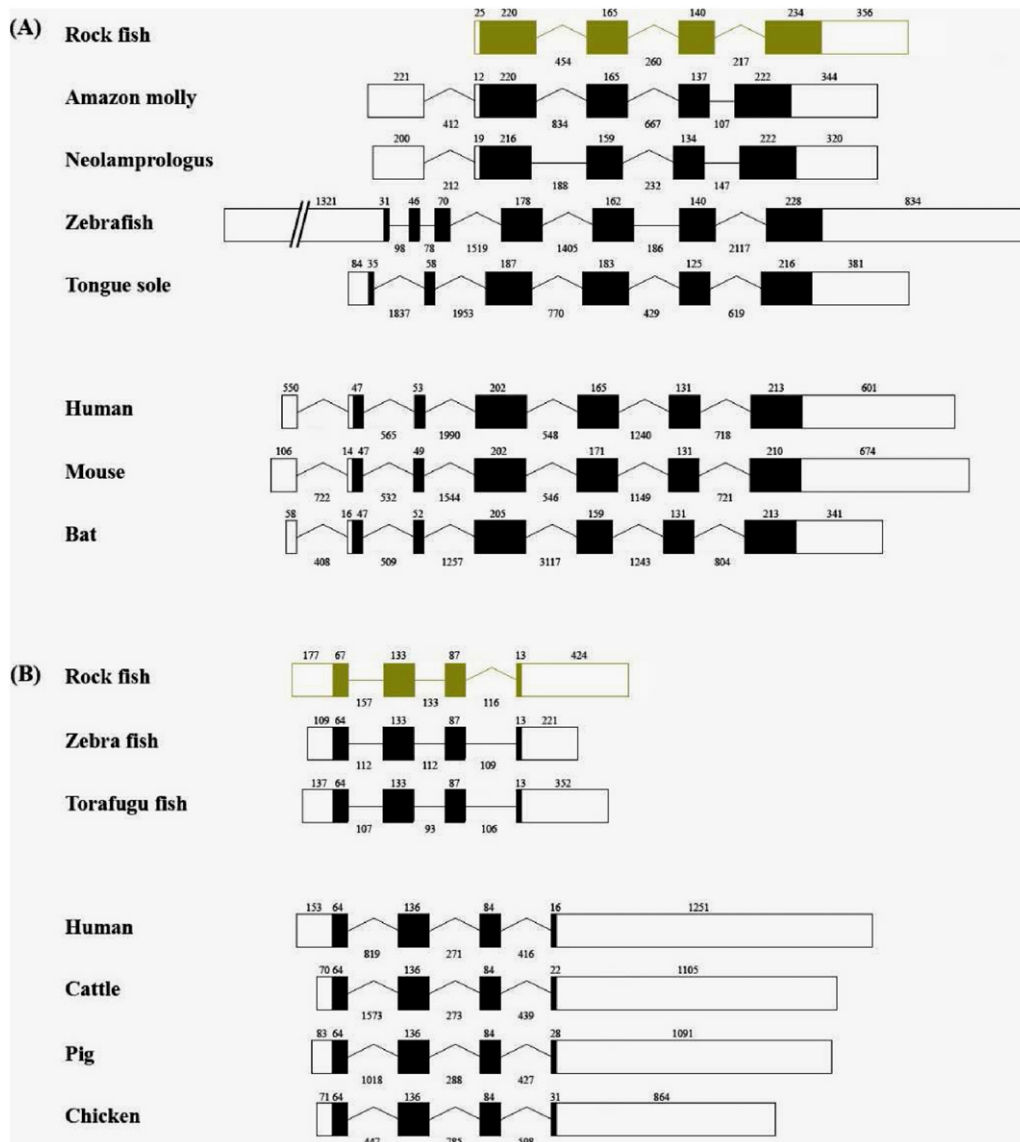 25 220 165 140 234 356
(A) Rock fish
454 260 217
221 12 220 165 137 222 344
Amazon molly
412 834 667 107
200 19 216 159 134 222 320
Neolamprologus
212 188 232 147
1321 31 46 70 178 162 140 228 834
Zebrafish
98 78 1519 1405 186 2117
84 35 58 187 183 125 216 381
Tongue sole
1837 1953 770 429 619
550 47 53 202 165 131 213 601
Human
565 1990 548 1240 718
106 14 47 49 202 171 131 210 674
Mouse
722 532 1544 546 1149 721
58 16 47 52 205 159 131 213 341
Bat
408 509 1257 3117 1243 804
177 67 133 87 13 424
(B) Rock fish
157 133 116
109 64 133 87 13 221
Zebra fish
112 112 109
137 64 133 87 13 352
Torafugu fish
107 93 106
153 64 136 84 16 1251
Human
819 271 416
70 64 136 84 22 1105
Cattle
1573 273 439
83 64 136 84 28 1091
Pig
1018 288 427
71 64 136 84 31 864
Chicken